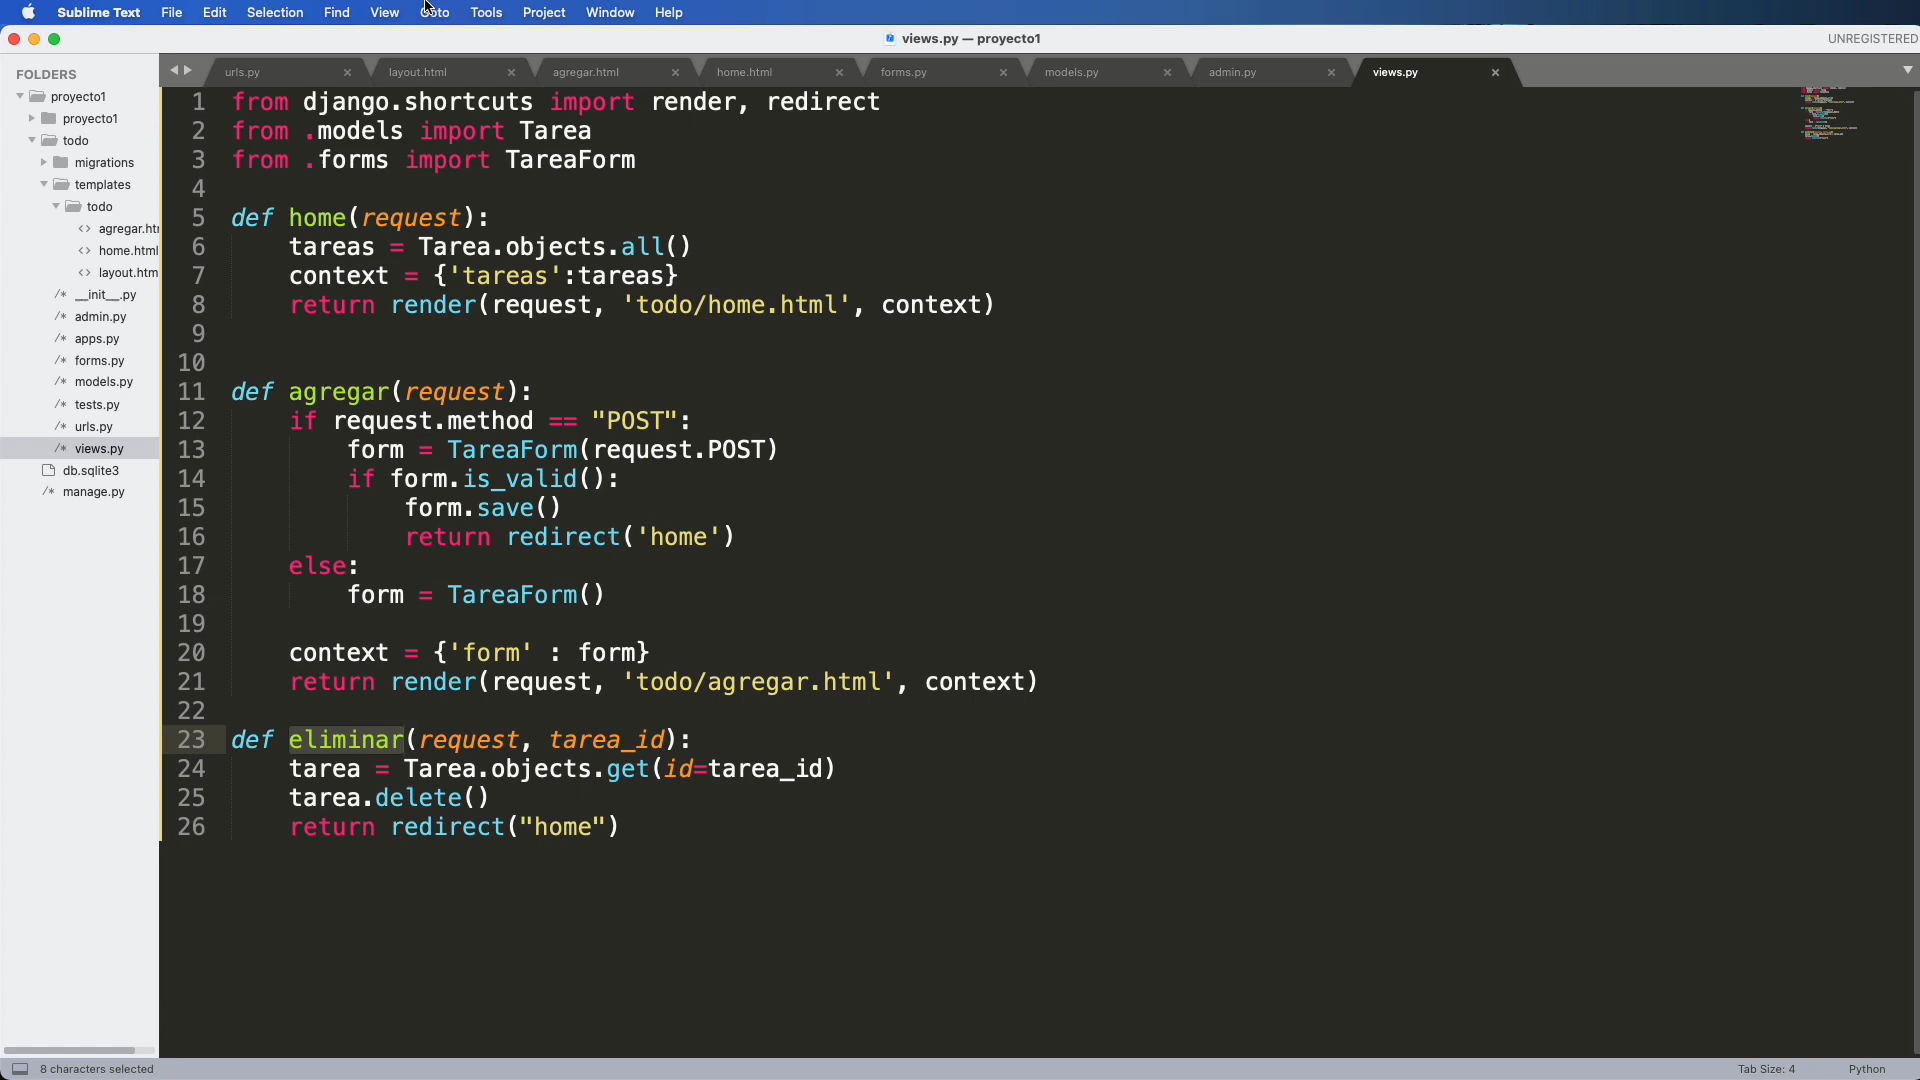 Sublime Text File Edit Selection Find View Goto Tools Project Window Help
views.py — proyecto1
UNREGISTERED
FOLDERS
proyecto1
proyecto1
todo
migrations
templates
todo
agregar.ht
home.html
layout.htm
/* __init__.py
/* admin.py
/* apps.py
/* forms.py
/* models.py
/* tests.py
/* urls.py
/* views.py
db.sqlite3
/* manage.py
urls.py layout.html agregar.html home.html forms.py models.py admin.py views.py
1 from django.shortcuts import render, redirect
2 from .models import Tarea
3 from .forms import TareaForm
4
5 def home(request):
6     tareas = Tarea.objects.all()
7     context = {'tareas':tareas}
8     return render(request, 'todo/home.html', context)
9
10
11 def agregar(request):
12     if request.method == "POST":
13         form = TareaForm(request.POST)
14         if form.is_valid():
15             form.save()
16             return redirect('home')
17     else:
18         form = TareaForm()
19
20     context = {'form' : form}
21     return render(request, 'todo/agregar.html', context)
22
23 def eliminar(request, tarea_id):
24     tarea = Tarea.objects.get(id=tarea_id)
25     tarea.delete()
26     return redirect("home")
8 characters selected
Tab Size: 4
Python